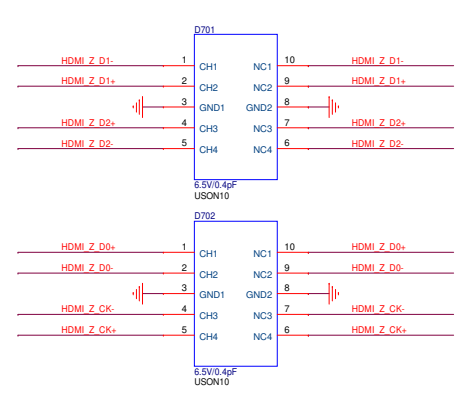 D701
HDMI_Z_D1- 1 CH1 NC1 10 HDMI_Z_D1-
HDMI_Z_D1+ 2 CH2 NC2 9 HDMI_Z_D1+
3 GND1 GND2 8
HDMI_Z_D2+ 4 CH3 NC3 7 HDMI_Z_D2+
HDMI_Z_D2- 5 CH4 NC4 6 HDMI_Z_D2-
6.5V/0.4pF
USON10
D702
HDMI_Z_D0+ 1 CH1 NC1 10 HDMI_Z_D0+
HDMI_Z_D0- 2 CH2 NC2 9 HDMI_Z_D0-
3 GND1 GND2 8
HDMI_Z_CK- 4 CH3 NC3 7 HDMI_Z_CK-
HDMI_Z_CK+ 5 CH4 NC4 6 HDMI_Z_CK+
6.5V/0.4pF
USON10